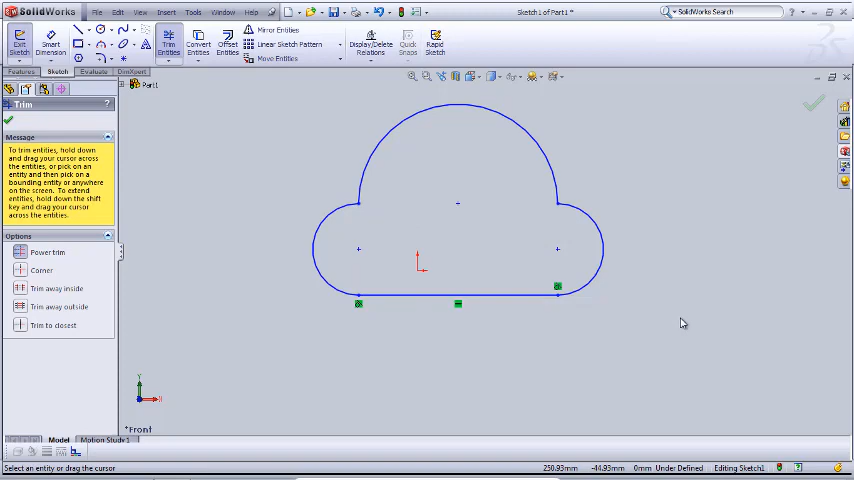 SolidWorks
File
Edit
View
Insert
Tools
Window
Help
Sketch1 of Part1 *
SolidWorks Search
Exit Sketch
Smart Dimension
Trim Entities
Convert Entities
Offset Entities
Mirror Entities
Linear Sketch Pattern
Move Entities
Display/Delete Relations
Quick Snaps
Rapid Sketch
Features
Sketch
Evaluate
DimXpert
Part1
Trim
?
Message
To trim entities, hold down
and drag your cursor across
the entities, or pick on an
entity and then pick on a
bounding entity or anywhere
on the screen. To extend
entities, hold down the shift
key and drag your cursor
across the entities.
Options
Power trim
Corner
Trim away inside
Trim away outside
Trim to closest
Y
X
*Front
Model
Motion Study 1
Select an entity or drag the cursor
250.93mm
-44.93mm
0mm
Under Defined
Editing Sketch1